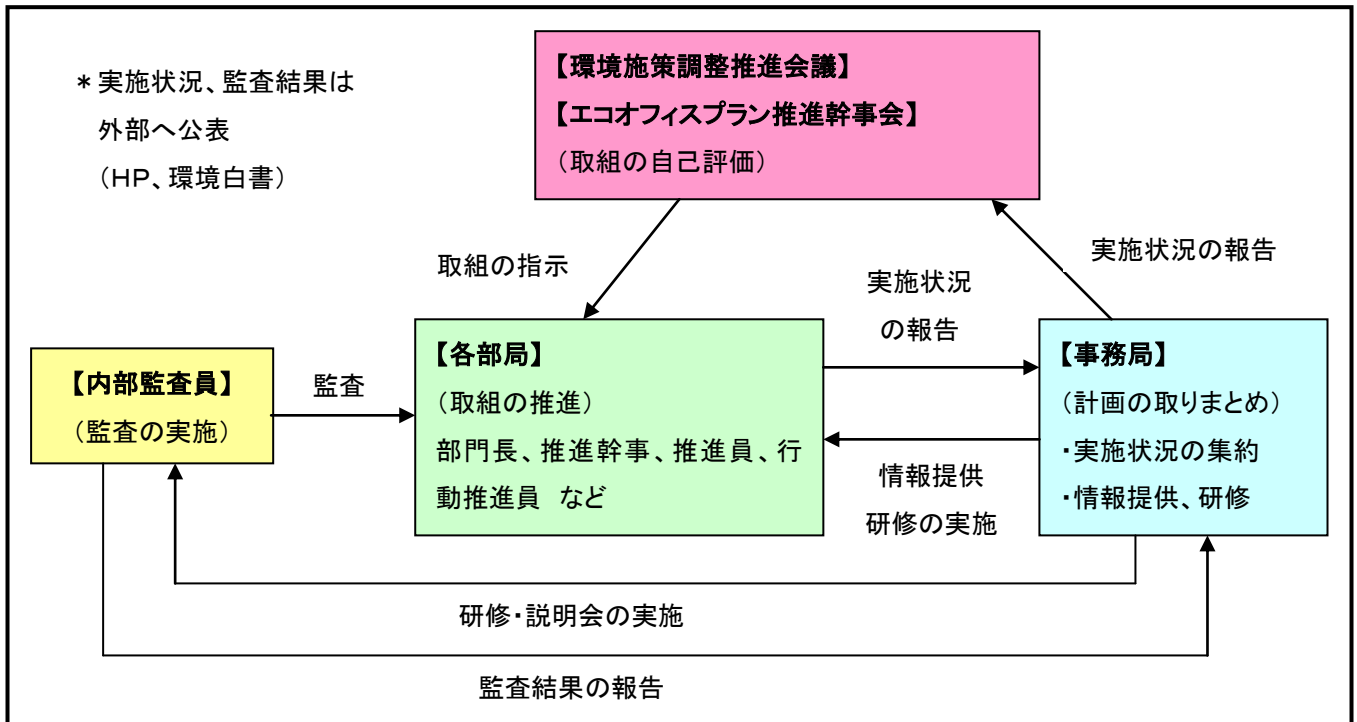 ＊実施状況、監査結果は
外部へ公表
（ＨＰ、環境白書）
【環境施策調整推進会議】
【エコオフィスプラン推進幹事会】
（取組の自己評価）
取組の指示
実施状況の報告
実施状況
の報告
【内部監査員】
（監査の実施）
監査
【各部局】
（取組の推進）
部門長、推進幹事、推進員、行
動推進員　など
【事務局】
（計画の取りまとめ）
・実施状況の集約
・情報提供、研修
情報提供
研修の実施
研修・説明会の実施
監査結果の報告